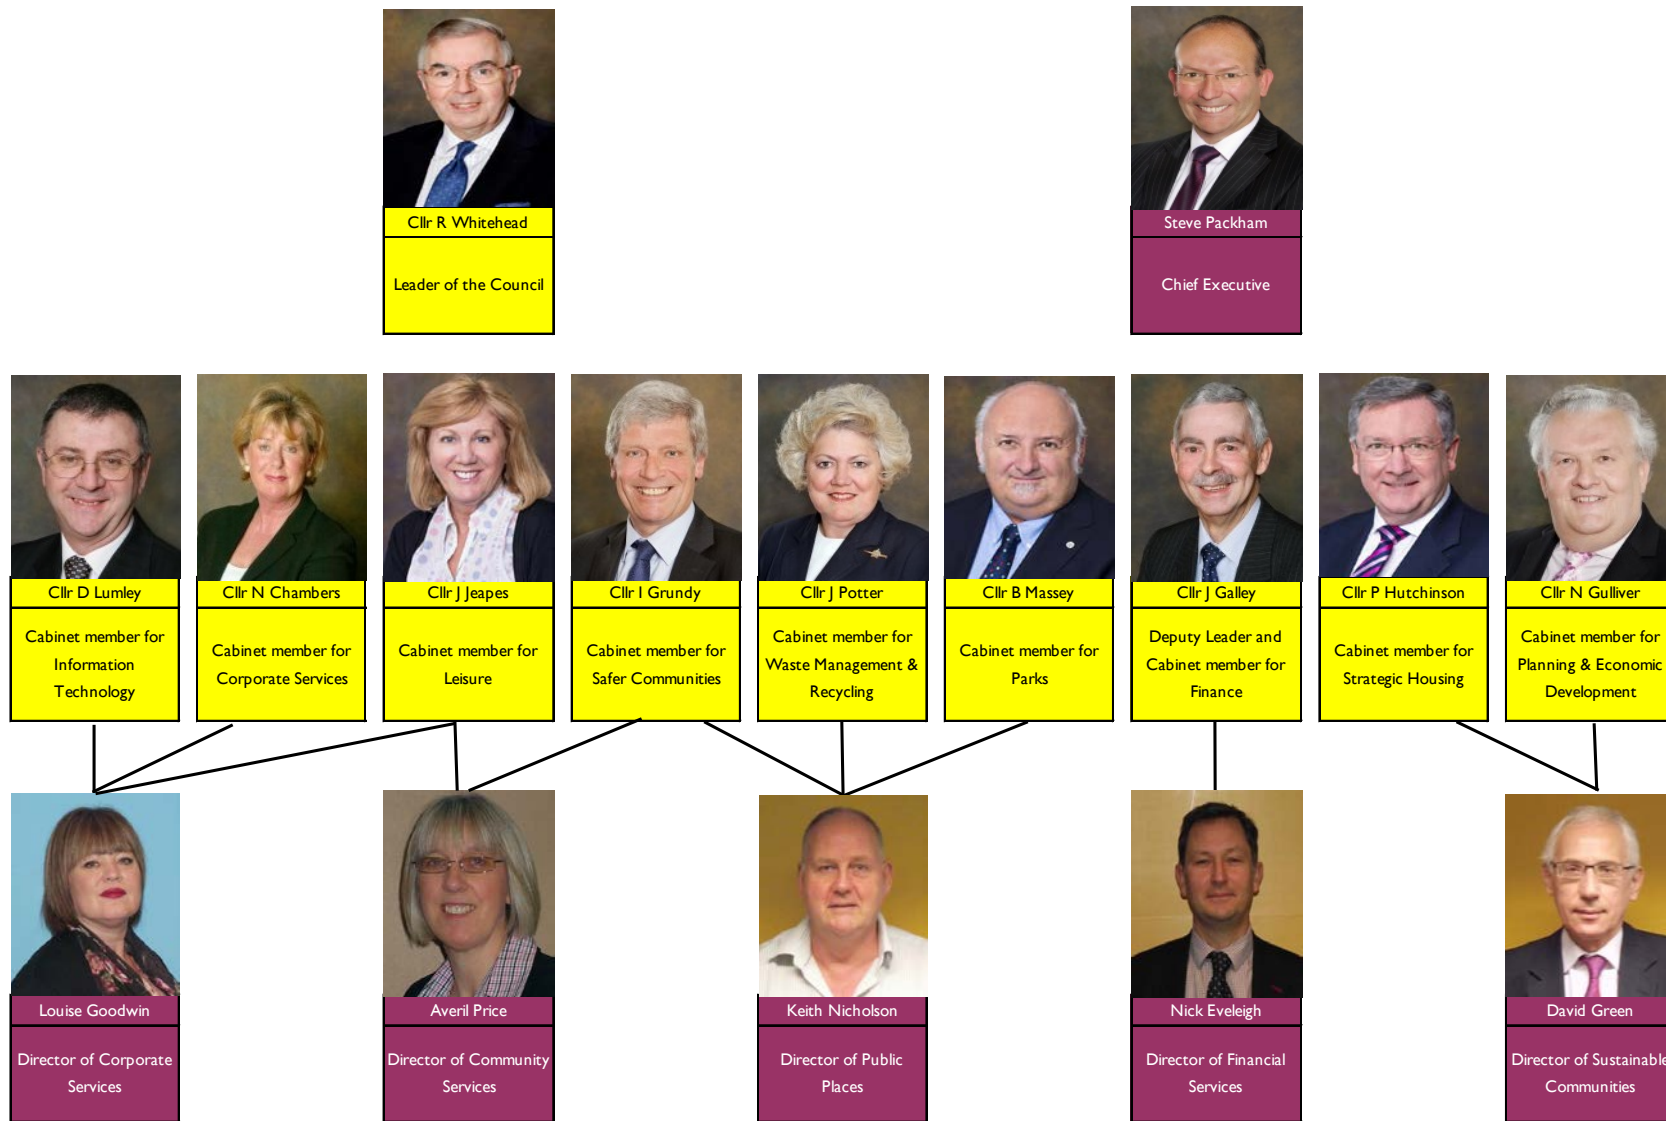 Cllr R Whitehead
Leader of the Council
Steve Packham
Chief Executive
Cllr D Lumley
Cabinet member for
Information
Technology
Cllr N Chambers
Cabinet member for
Corporate Services
Cllr J Jeapes
Cabinet member for
Leisure
Cllr I Grundy
Cabinet member for
Safer Communities
Cllr J Potter
Cabinet member for
Waste Management &
Recycling
Cllr B Massey
Cabinet member for
Parks
Cllr J Galley
Deputy Leader and
Cabinet member for
Finance
Cllr P Hutchinson
Cabinet member for
Strategic Housing
Cllr N Gulliver
Cabinet member for
Planning & Economic
Development
Louise Goodwin
Director of Corporate
Services
Averil Price
Director of Community
Services
Keith Nicholson
Director of Public
Places
Nick Eveleigh
Director of Financial
Services
David Green
Director of Sustainable
Communities